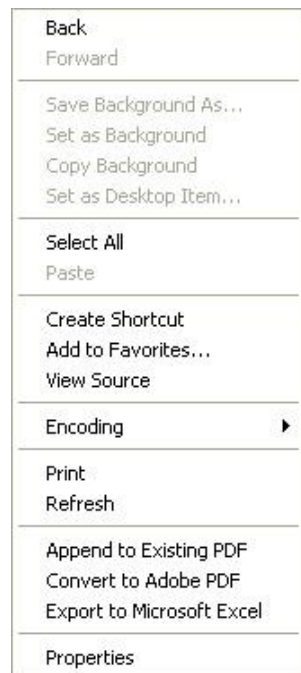 Back
Forward
Save Background As...
Set as Background
Copy Background
Set as Desktop Item...
Select All
Paste
Create Shortcut
Add to Favorites...
View Source
Encoding
Print
Refresh
Append to Existing PDF
Convert to Adobe PDF
Export to Microsoft Excel
Properties